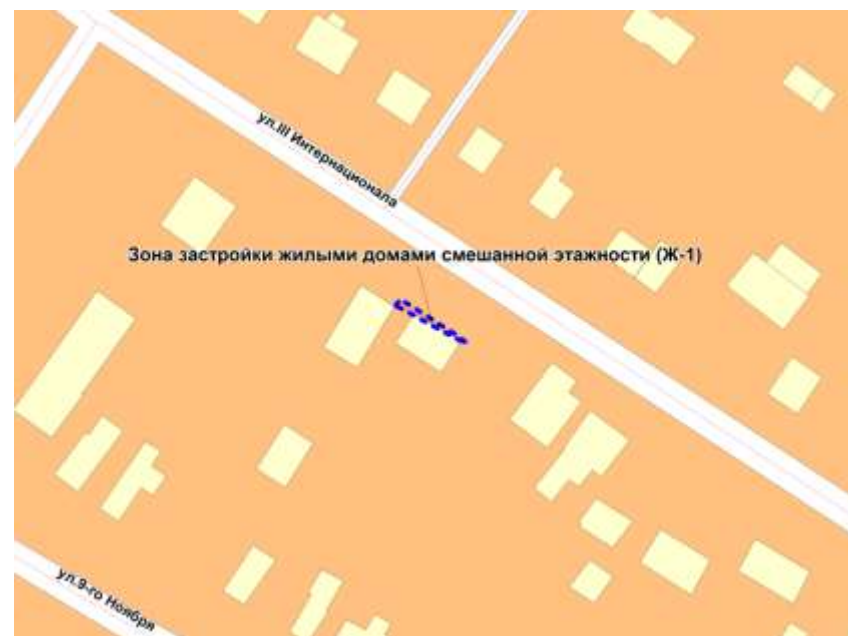 ул.III Интернационала
Зона застройки жилыми домами смешанной этажности (Ж-1)
ул.9-го Ноября